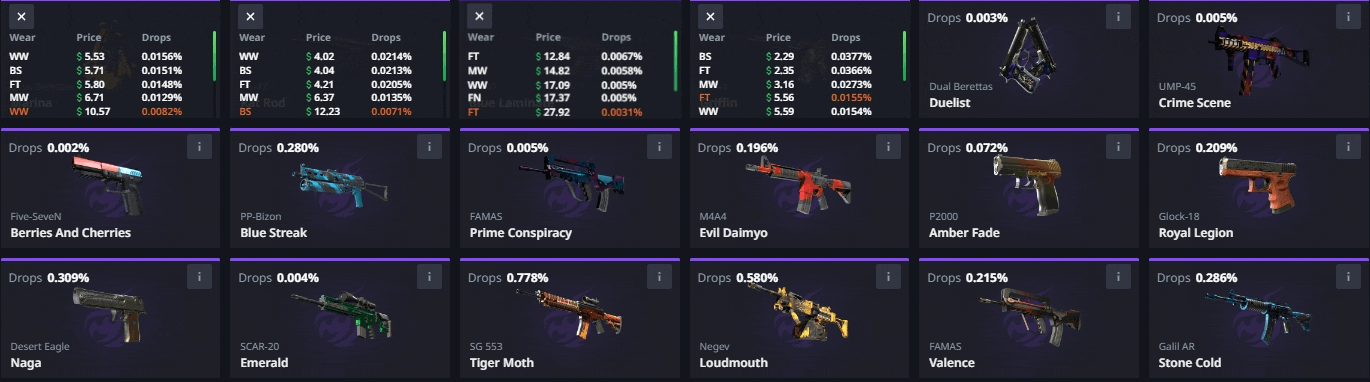 Wear Price Drops
WW $ 5.53 0.0156%
BS $ 5.71 0.0151%
FT $ 5.80 0.0148%
MW $ 6.71 0.0129%
WW $ 10.57 0.0082%
Wear Price Drops
WW $ 4.02 0.0214%
BS $ 4.04 0.0213%
FT $ 4.21 0.0205%
MW $ 6.37 0.0135%
BS $ 12.23 0.0071%
Wear Price Drops
FT $ 12.84 0.0067%
MW $ 14.82 0.0058%
WW $ 17.09 0.005%
FN $ 17.37 0.005%
FT $ 27.92 0.0031%
Wear Price Drops
BS $ 2.29 0.0377%
FT $ 2.35 0.0366%
MW $ 3.16 0.0273%
FT $ 5.56 0.0155%
WW $ 5.59 0.0154%
Drops 0.003%
Dual Berettas
Duelist
Drops 0.005%
UMP-45
Crime Scene
Drops 0.002%
Five-SeveN
Berries And Cherries
Drops 0.280%
PP-Bizon
Blue Streak
Drops 0.005%
FAMAS
Prime Conspiracy
Drops 0.196%
M4A4
Evil Daimyo
Drops 0.072%
P2000
Amber Fade
Drops 0.209%
Glock-18
Royal Legion
Drops 0.309%
Desert Eagle
Naga
Drops 0.004%
SCAR-20
Emerald
Drops 0.778%
SG 553
Tiger Moth
Drops 0.580%
Negev
Loudmouth
Drops 0.215%
FAMAS
Valence
Drops 0.286%
Galil AR
Stone Cold